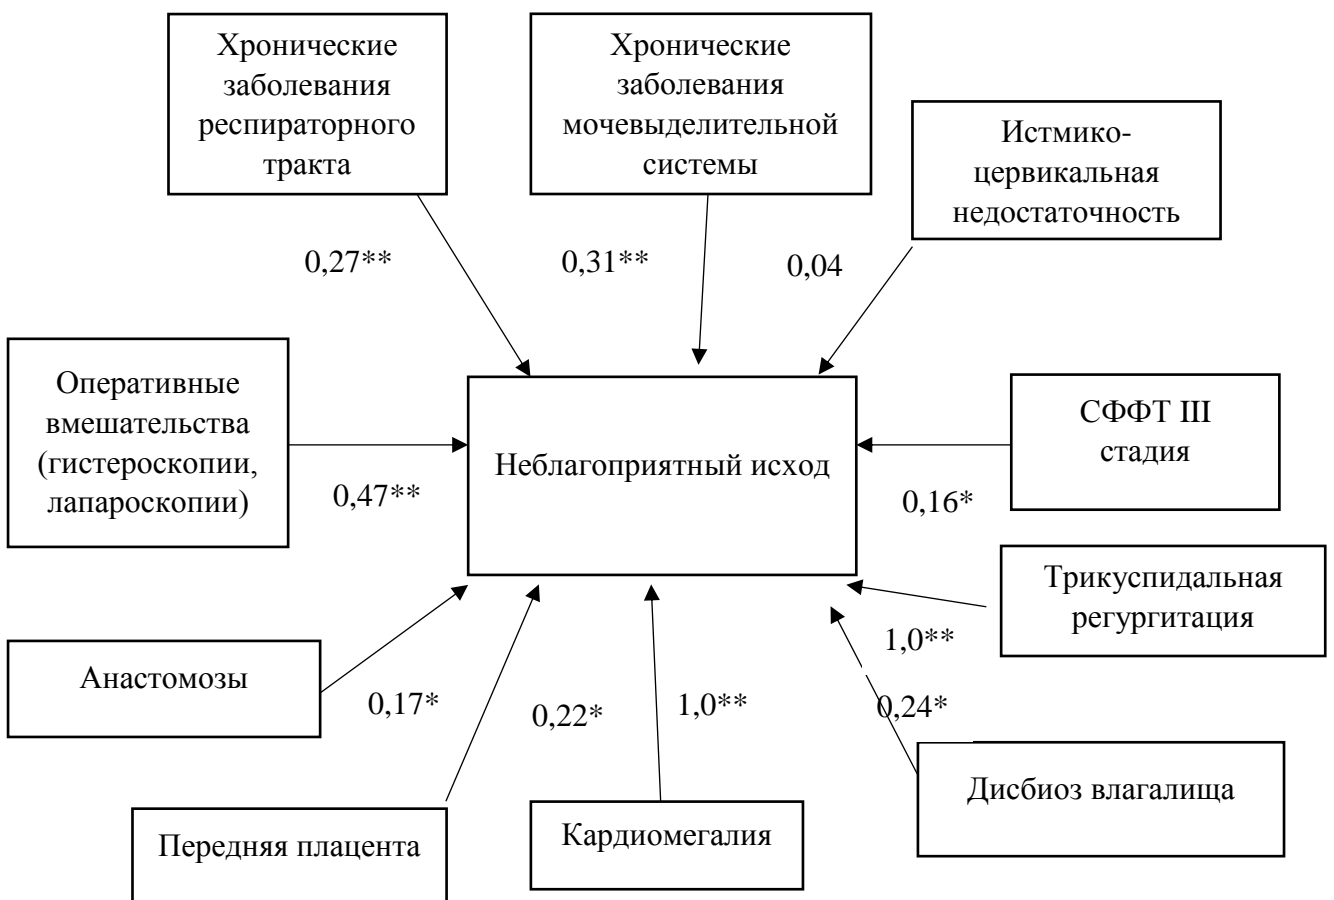 Хронические
заболевания
респираторного
тракта
Хронические
заболевания
мочевыделительной
системы
Истмико-
цервикальная
недостаточность
0,27**
0,31**
0,04
Оперативные
вмешательства
(гистероскопии,
лапароскопии)
0,47**
Неблагоприятный исход
СФФТ III
стадия
0,16*
Трикуспидальная
регургитация
1,0**
Анастомозы
0,17*
0,22*
1,0**
0,24*
Передняя плацента
Кардиомегалия
Дисбиоз влагалища